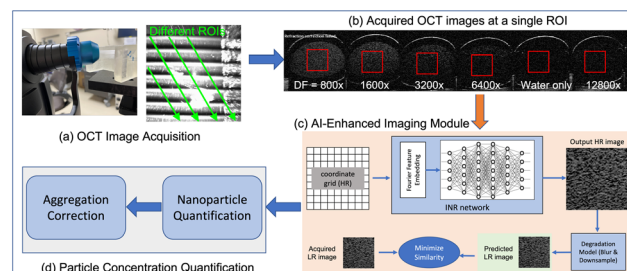 Different ROIs
(a) OCT Image Acquisition
(b) Acquired OCT images at a single ROI
DF = 800x
1600x
3200x
6400x
Water only
12800x
(c) AI-Enhanced Imaging Module
coordinate
grid (HR)
Fourier Feature
Embedding
INR network
Output HR image
Degradation
Model (Blur &
Downsample)
Predicted
LR image
Minimize
Similarity
Acquired
LR image
Nanoparticle
Quantification
Aggregation
Correction
(d) Particle Concentration Quantification